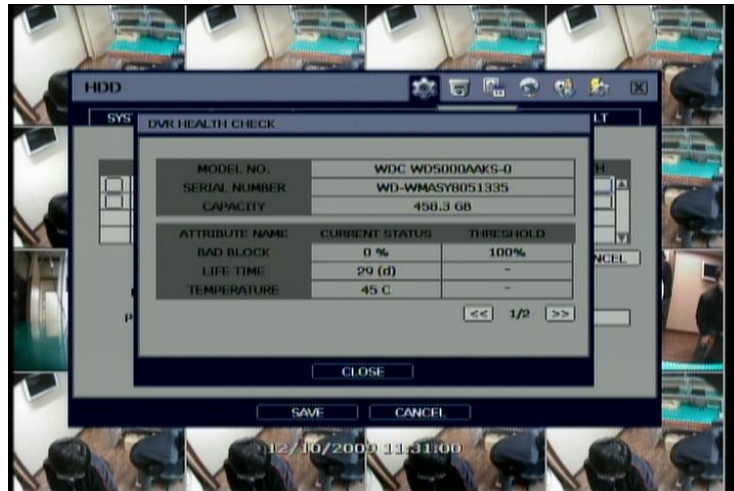 HDD
SYS
LT
DVR HEALTH CHECK
H
MODEL NO. WDC WD5000AAKS-0
SERIAL NUMBER WD-WMASY8051335
CAPACITY 458.3 GB
ATTRIBUTE NAME CURRENT STATUS THRESHOLD
BAD BLOCK 0 % 100%
NCEL
LIFE TIME 29 (d) -
TEMPERATURE 45 C -
<< 1/2 >>
P
CLOSE
SAVE CANCEL
12/10/2009 11:31:00